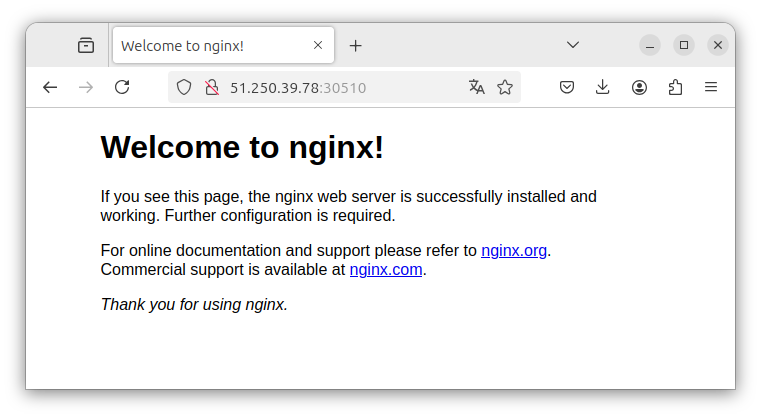 Welcome to nginx!
51.250.39.78:30510
Welcome to nginx!
If you see this page, the nginx web server is successfully installed and
working. Further configuration is required.
For online documentation and support please refer to nginx.org.
Commercial support is available at nginx.com.
Thank you for using nginx.